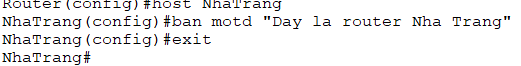 Router(config)#host NhaTrang
NhaTrang(config)#ban motd "Day la router Nha Trang"
NhaTrang(config)#exit
NhaTrang#